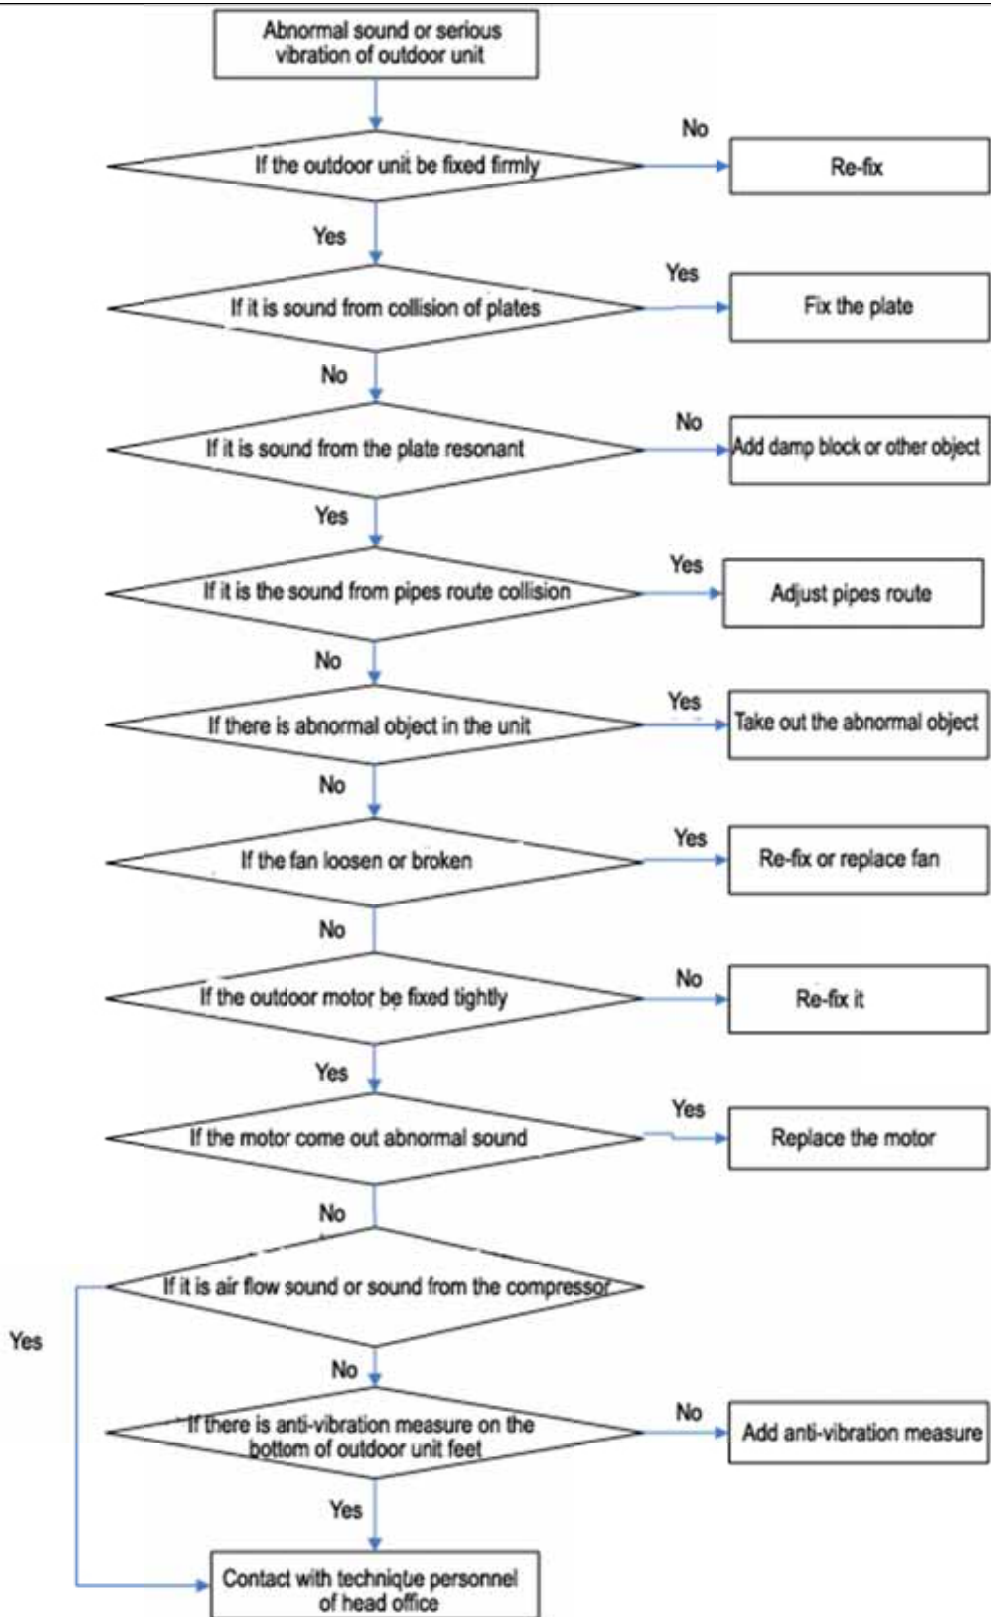 Abnormal sound or serious
vibration of outdoor unit
No
If the outdoor unit be fixed firmly
Re-fix
Yes
Yes
If it is sound from collision of plates
Fix the plate
No
No
If it is sound from the plate resonant
Add damp block or other object
Yes
Yes
If it is the sound from pipes route collision
Adjust pipes route
No
Yes
If there is abnormal object in the unit
Take out the abnormal object
No
Yes
If the fan loosen or broken
Re-fix or replace fan
No
No
If the outdoor motor be fixed tightly
Re-fix it
Yes
Yes
If the motor come out abnormal sound
Replace the motor
No
If it is air flow sound or sound from the compressor
Yes
No
No
If there is anti-vibration measure on the
bottom of outdoor unit feet
Add anti-vibration measure
Yes
Contact with technique personnel
of head office